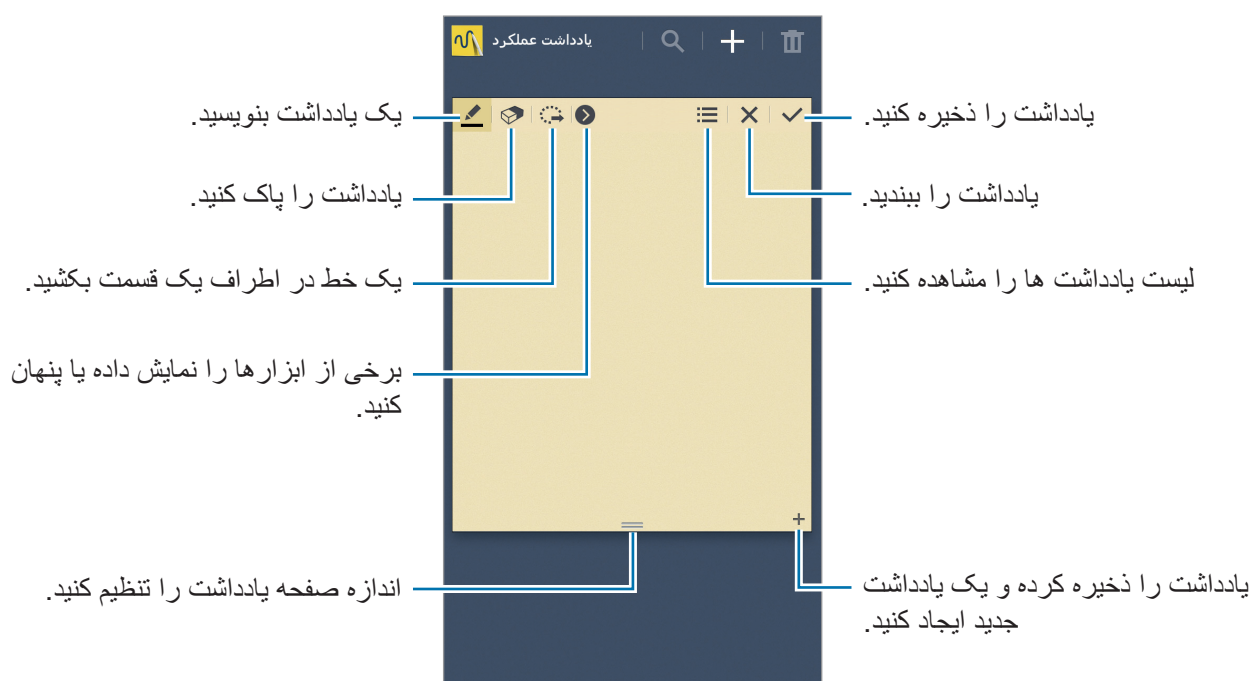 یادداشت عملکرد
یادداشت را ذخیره کنید.
یک یادداشت بنویسید.
یادداشت را ببندید.
یادداشت را پاک کنید.
لیست یادداشت ها را مشاهده کنید.
یک خط در اطراف یک قسمت بکشید.
برخی از ابزارها را نمایش داده یا پنهان
کنید.
یادداشت را ذخیره کرده و یک یادداشت
جدید ایجاد کنید.
اندازه صفحه یادداشت را تنظیم کنید.